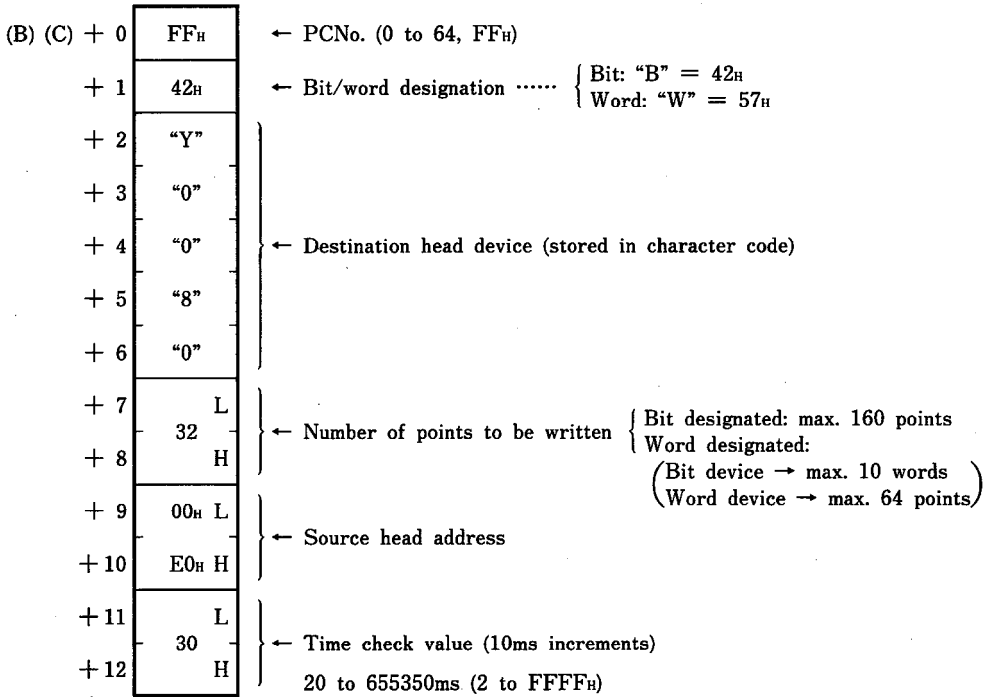 (B) (C) + 0 FFH ← PCNo. (0 to 64, FFH)
+ 1 42H ← Bit/word designation ······ Bit: “B” = 42H
Word: “W” = 57H
+ 2 “Y”
+ 3 “0”
+ 4 “0” ← Destination head device (stored in character code)
+ 5 “8”
+ 6 “0”
+ 7 L
32 ← Number of points to be written Bit designated: max. 160 points
Word designated:
+ 8 H
(Bit device → max. 10 words
Word device → max. 64 points)
+ 9 00H L
← Source head address
+ 10 E0H H
+ 11 L
30 ← Time check value (10ms increments)
+ 12 H
20 to 655350ms (2 to FFFFH)